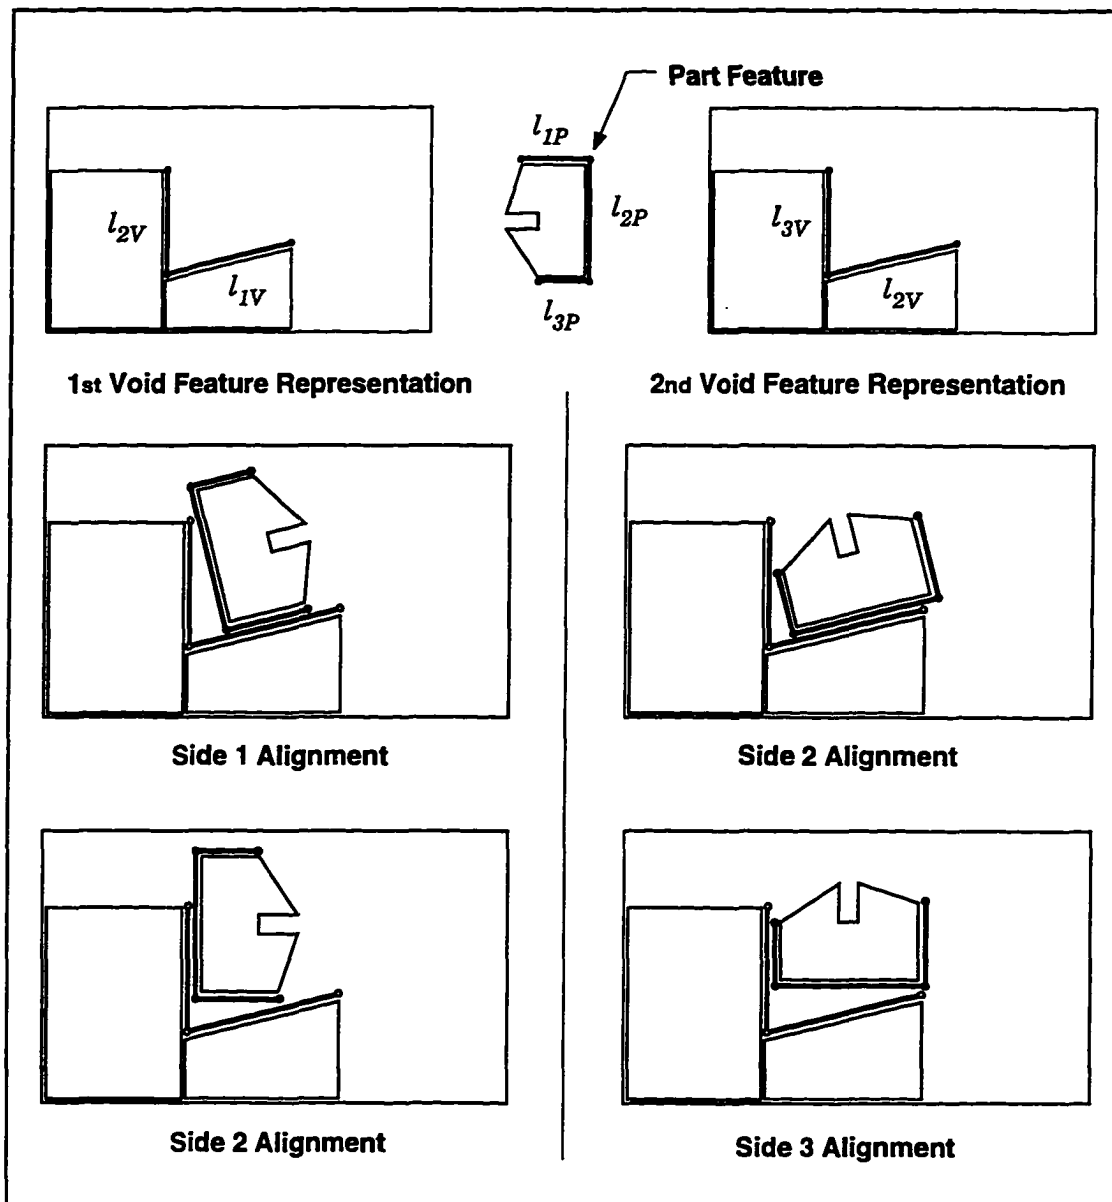 Part Feature
l1P
l2V
l2P
l3V
l1V
l2V
l3P
1st Void Feature Representation
2nd Void Feature Representation
Side 1 Alignment
Side 2 Alignment
Side 2 Alignment
Side 3 Alignment